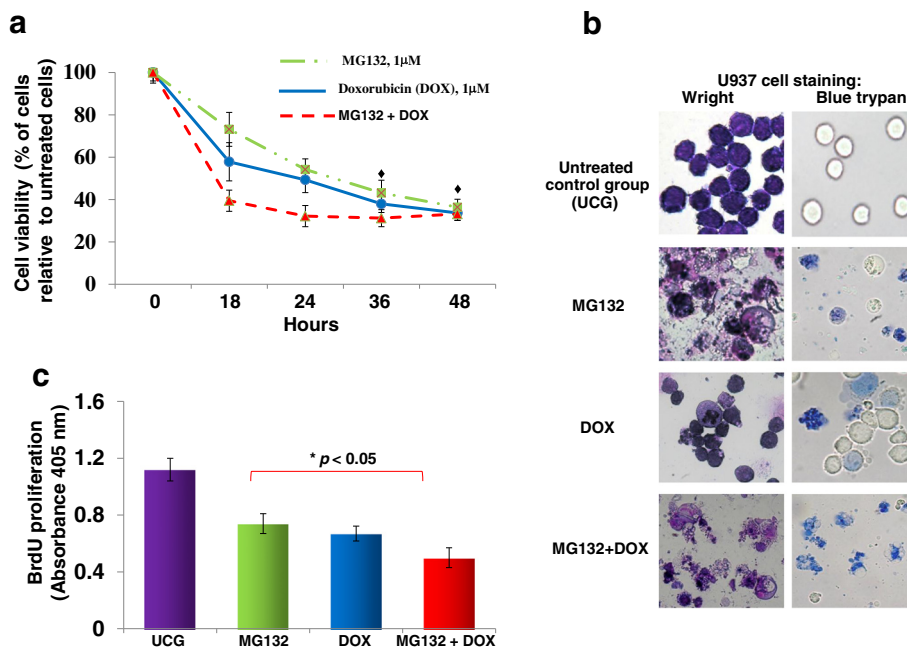 a
Cell viability (% of cells
relative to untreated cells)
100
80
60
40
20
0
0 18 24 36 48
Hours
MG132, 1µM
Doxorubicin (DOX), 1µM
MG132 + DOX
b
U937 cell staining:
Wright Blue trypan
Untreated
control group
(UCG)
MG132
DOX
MG132+DOX
c
BrdU proliferation
(Absorbance 405 nm)
1.6
1.2
0.8
0.4
0
* p < 0.05
UCG MG132 DOX MG132 + DOX